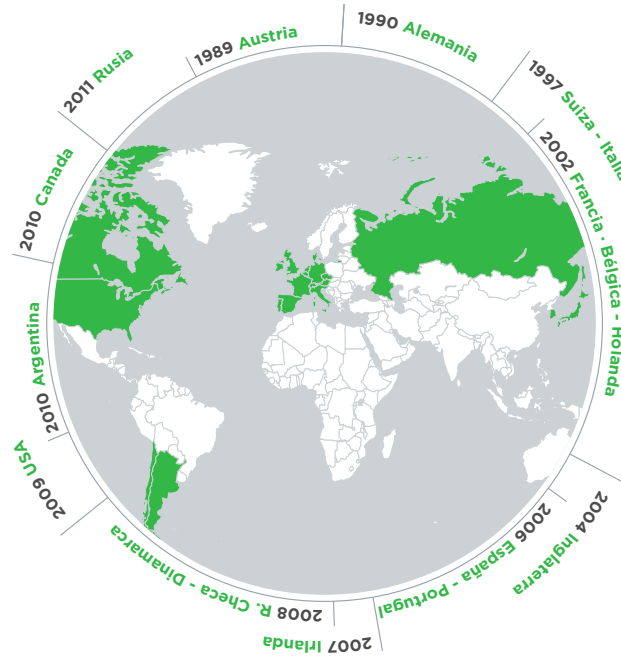 1989 Austria
1990 Alemania
1997 Suiza - Italia
2002 Francia - Bélgica - Holanda
2004 Inglaterra
2006 España - Portugal
2007 Irlanda
2008 R. Checa - Dinamarca
2009 USA
2010 Argentina
2010 Canada
2011 Rusia